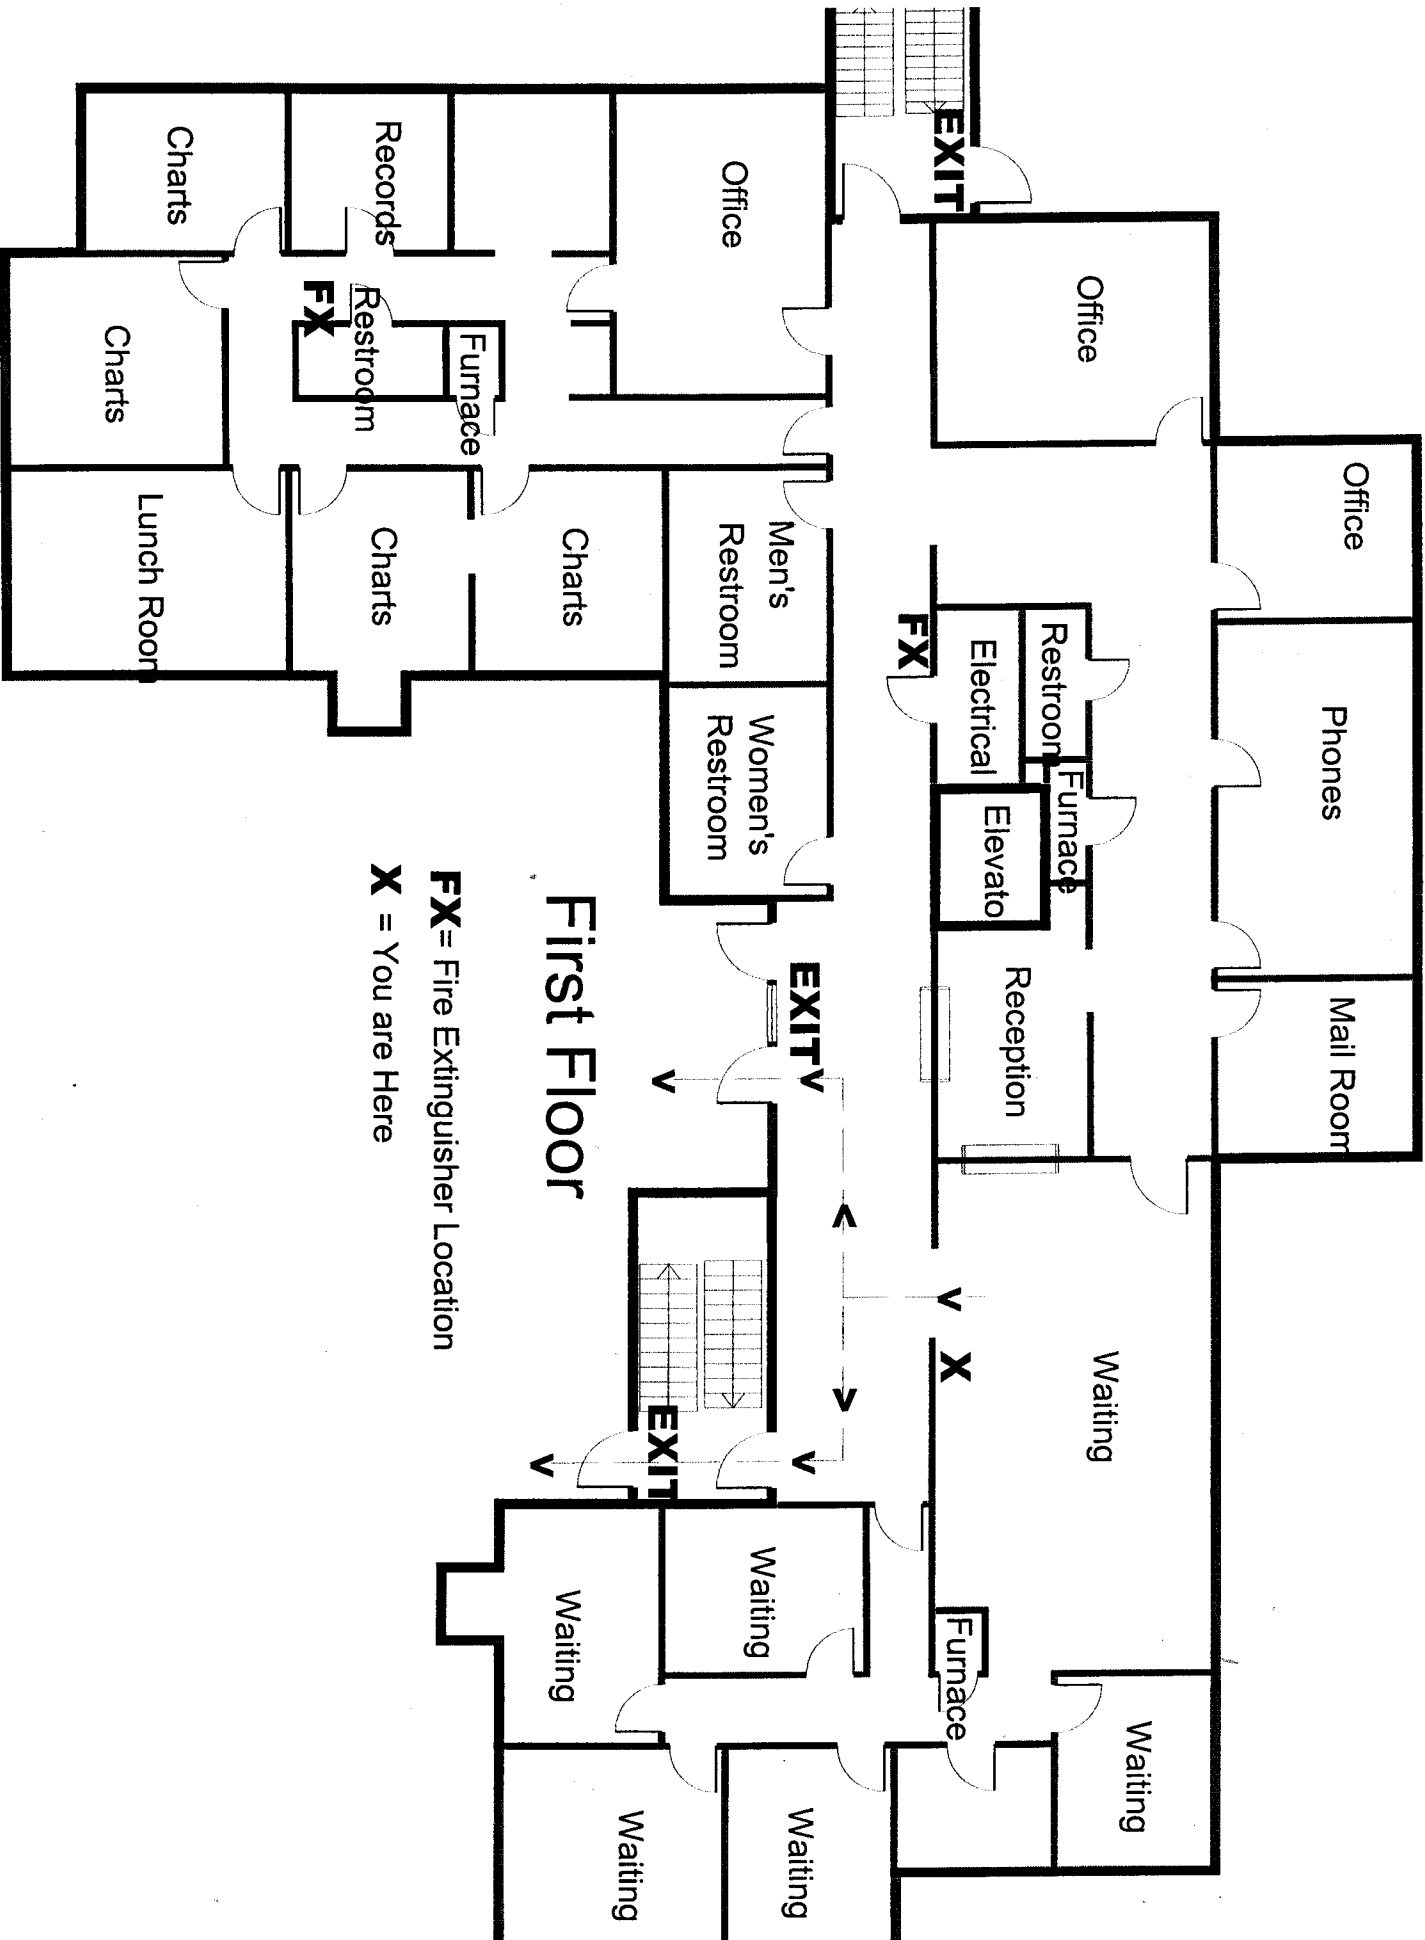 Office
Phones
Mail Room
Office
Waiting
Waiting
Restroom
Furnace
Reception
Electrical
Elevato
EXIT
X
Furnace
FX
EXIT
Office
Men's
Restroom
Women's
Restroom
Waiting
Waiting
EXIT
Waiting
Waiting
First Floor
Furnace
Charts
FX= Fire Extinguisher Location
X = You are Here
Records
Restroom
Charts
FX
Charts
Charts
Lunch Room